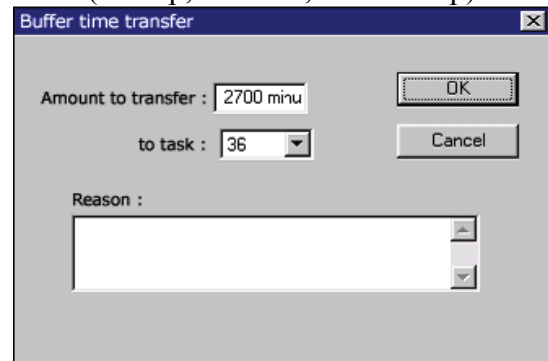 Buffer time transfer
Amount to transfer : 2700 minu
OK
to task : 36
Cancel
Reason :